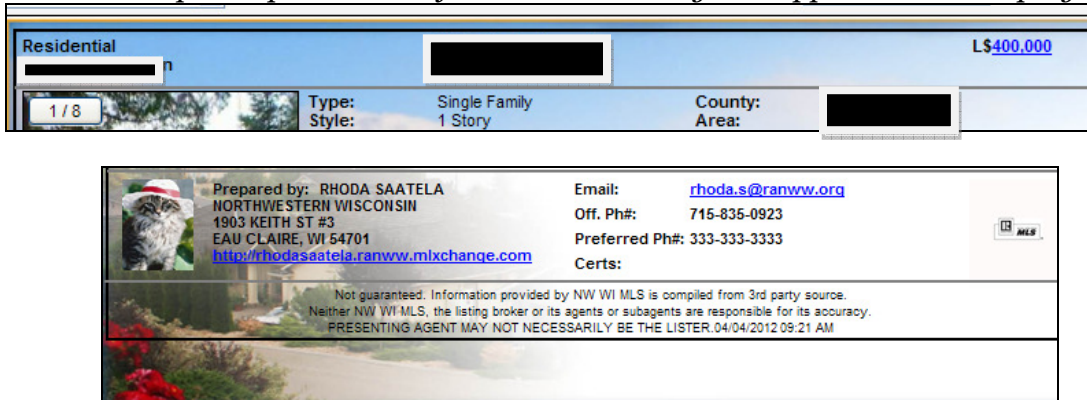 Residential
L$400,000
n
1 / 8
Type: Single Family County:
Style: 1 Story Area:
Prepared by: RHODA SAATELA
NORTHWESTERN WISCONSIN
1903 KEITH ST #3
EAU CLAIRE, WI 54701
http://rhodasaatela.ranww.mlxchange.com
Email: rhoda.s@ranww.org
Off. Ph#: 715-835-0923
Preferred Ph#: 333-333-3333
Certs:
MLS
Not guaranteed. Information provided by NW WI MLS is compiled from 3rd party source.
Neither NW WI MLS, the listing broker or its agents or subagents are responsible for its accuracy.
PRESENTING AGENT MAY NOT NECESSARILY BE THE LISTER.04/04/2012 09:21 AM